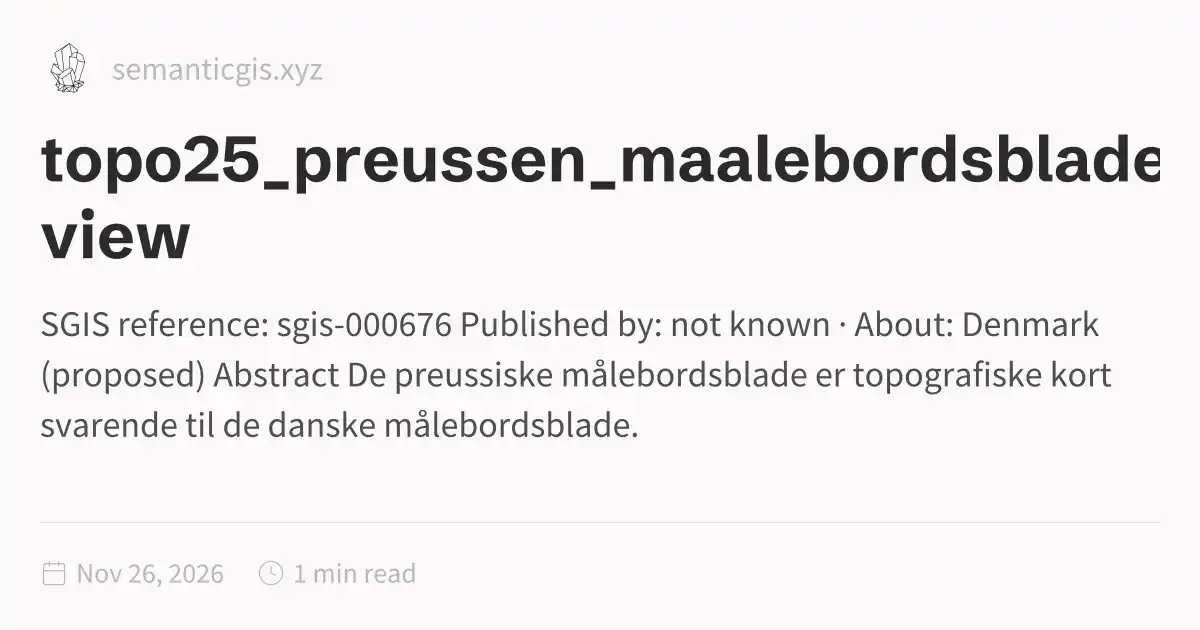 semanticgis.xyz
topo25_preussen_maalebordsblade
view
SGIS reference: sgis-000676 Published by: not known · About: Denmark
(proposed) Abstract De preussiske målebordsblade er topografiske kort
svarende til de danske målebordsblade.
Nov 26, 2026
1 min read